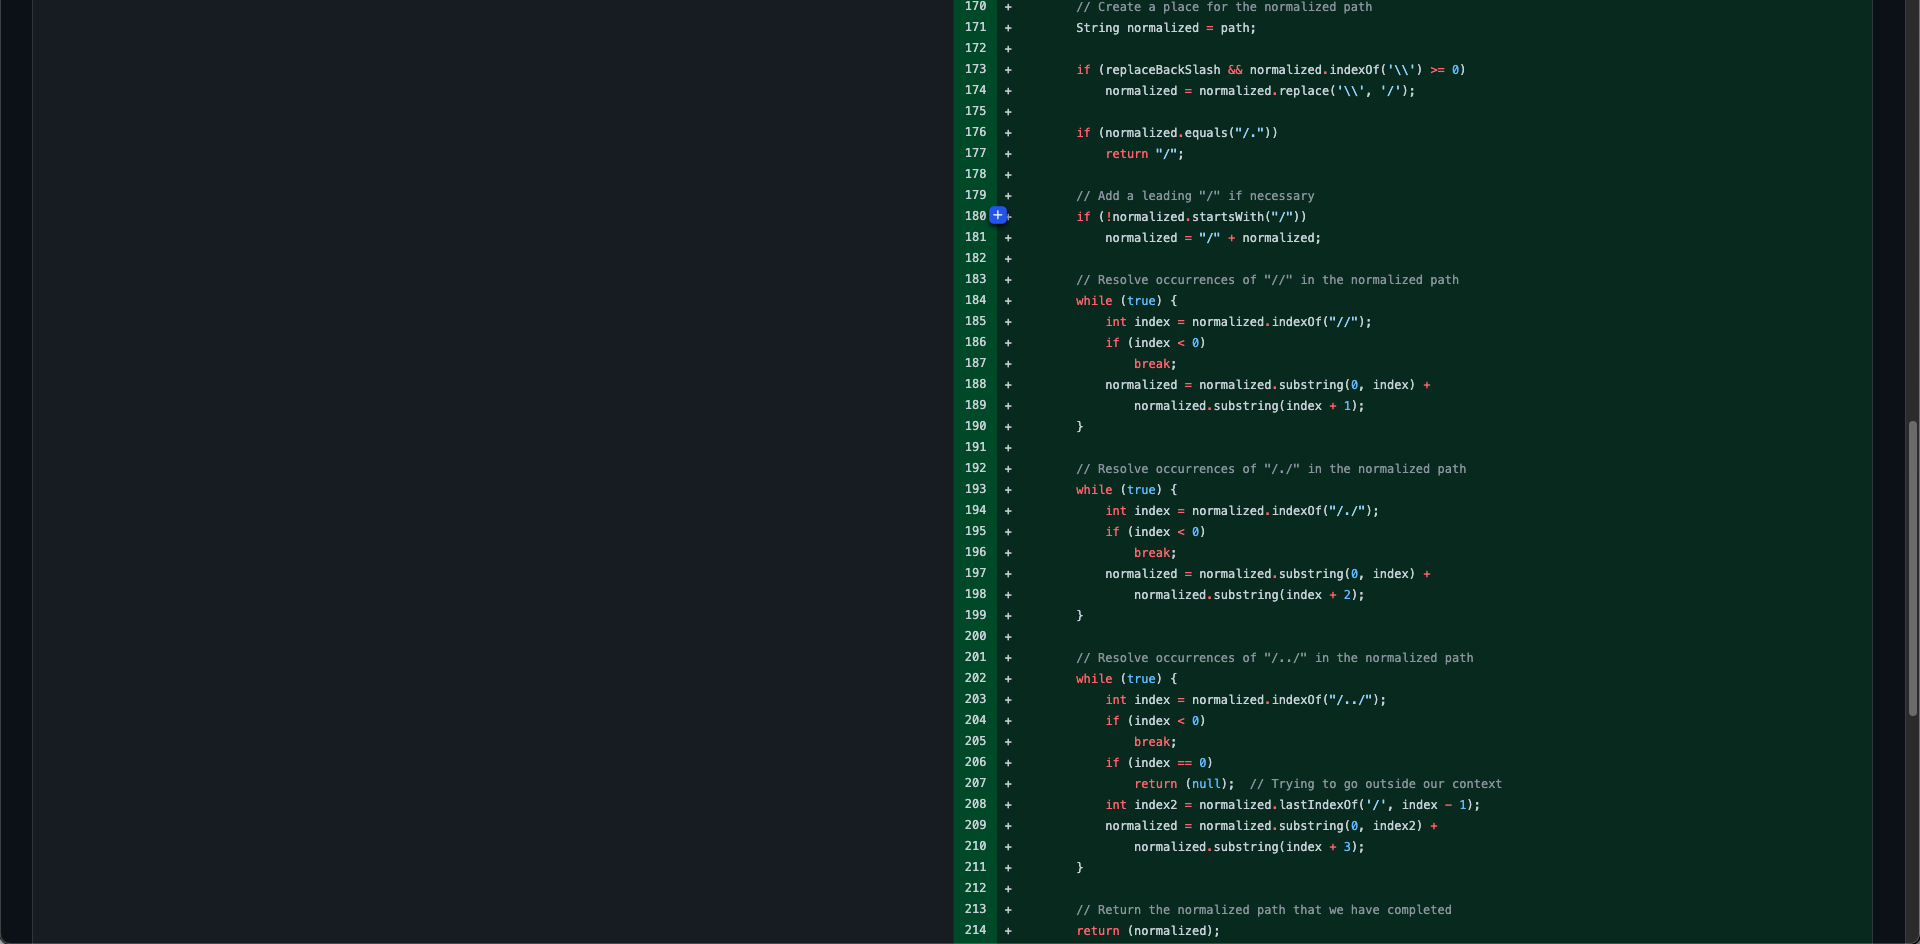 170 + // Create a place for the normalized path
171 + String normalized = path;
172 +
173 + if (replaceBackSlash && normalized.indexOf('\\') >= 0)
174 + normalized = normalized.replace('\\', '/');
175 +
176 + if (normalized.equals("/."))
177 + return "/";
178 +
179 + // Add a leading "/" if necessary
180 + if (!normalized.startsWith("/"))
181 + normalized = "/" + normalized;
182 +
183 + // Resolve occurrences of "//" in the normalized path
184 + while (true) {
185 + int index = normalized.indexOf("//");
186 + if (index < 0)
187 + break;
188 + normalized = normalized.substring(0, index) +
189 + normalized.substring(index + 1);
190 + }
191 +
192 + // Resolve occurrences of "/./" in the normalized path
193 + while (true) {
194 + int index = normalized.indexOf("/./");
195 + if (index < 0)
196 + break;
197 + normalized = normalized.substring(0, index) +
198 + normalized.substring(index + 2);
199 + }
200 +
201 + // Resolve occurrences of "/../" in the normalized path
202 + while (true) {
203 + int index = normalized.indexOf("/../");
204 + if (index < 0)
205 + break;
206 + if (index == 0)
207 + return (null);  // Trying to go outside our context
208 + int index2 = normalized.lastIndexOf('/', index - 1);
209 + normalized = normalized.substring(0, index2) +
210 + normalized.substring(index + 3);
211 + }
212 +
213 + // Return the normalized path that we have completed
214 + return (normalized);